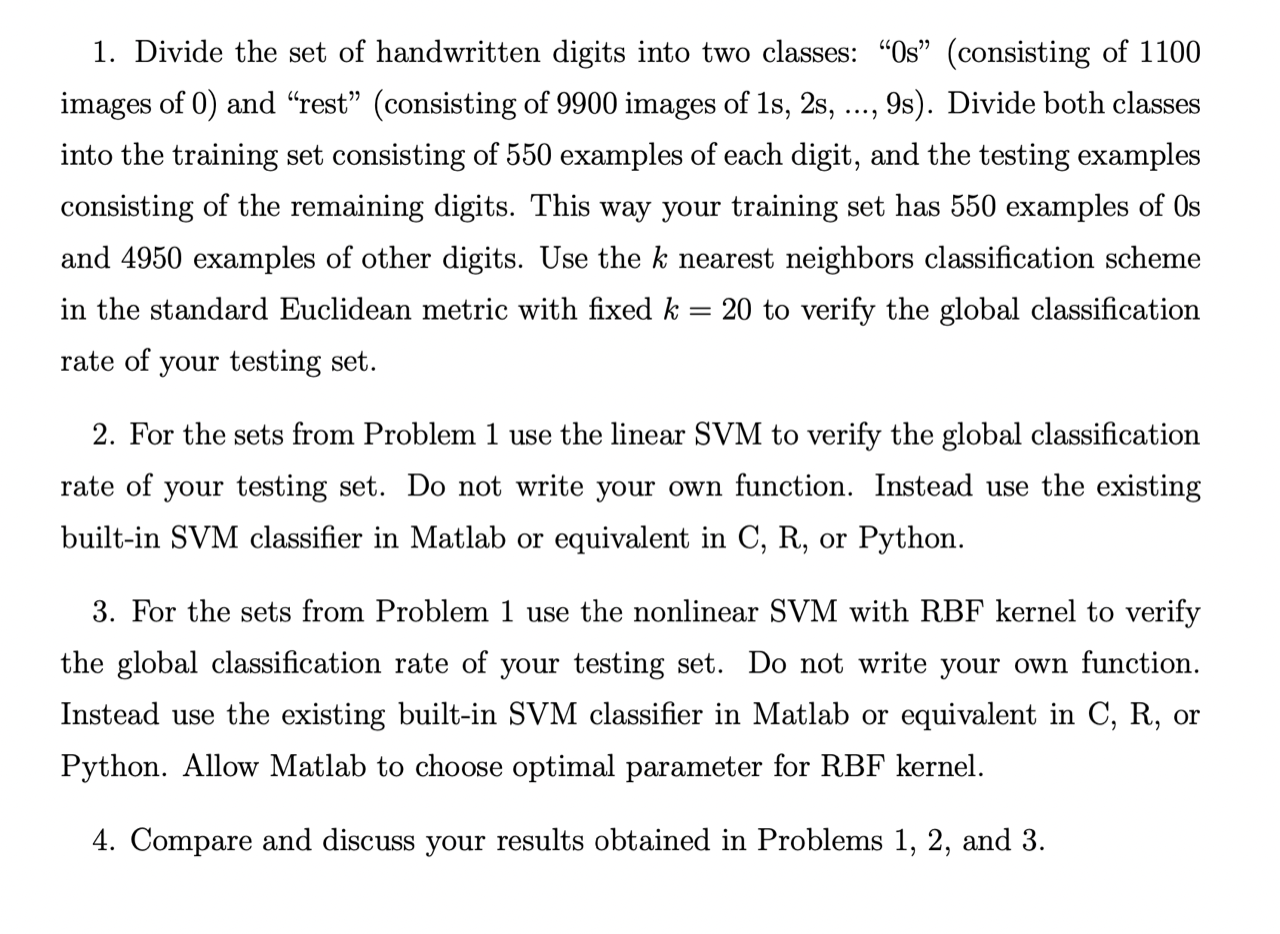 1. Divide the set of handwritten digits into two classes: “0s” (consisting of 1100
images of 0) and “rest” (consisting of 9900 images of 1s, 2s, ..., 9s). Divide both classes
into the training set consisting of 550 examples of each digit, and the testing examples
consisting of the remaining digits. This way your training set has 550 examples of 0s
and 4950 examples of other digits. Use the k nearest neighbors classification scheme
in the standard Euclidean metric with fixed k = 20 to verify the global classification
rate of your testing set.
2. For the sets from Problem 1 use the linear SVM to verify the global classification
rate of your testing set. Do not write your own function. Instead use the existing
built-in SVM classifier in Matlab or equivalent in C, R, or Python.
3. For the sets from Problem 1 use the nonlinear SVM with RBF kernel to verify
the global classification rate of your testing set. Do not write your own function.
Instead use the existing built-in SVM classifier in Matlab or equivalent in C, R, or
Python. Allow Matlab to choose optimal parameter for RBF kernel.
4. Compare and discuss your results obtained in Problems 1, 2, and 3.